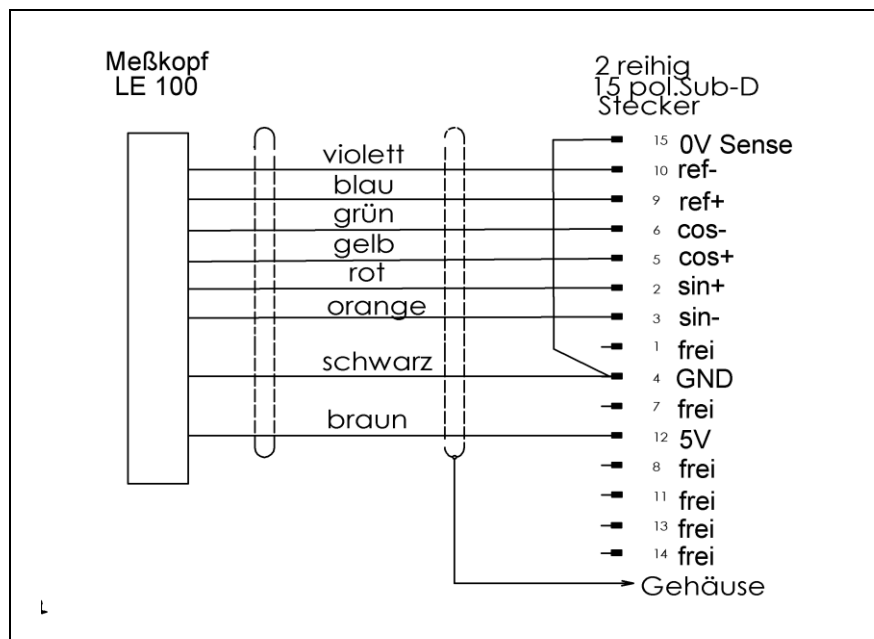 Meßkopf
LE 100
2 reihig
15 pol.Sub-D
Stecker
15 0V Sense
violett
10 ref-
blau
9 ref+
grün
6 cos-
gelb
5 cos+
rot
2 sin+
orange
3 sin-
1 frei
schwarz
4 GND
7 frei
braun
12 5V
8 frei
11 frei
13 frei
14 frei
Gehäuse